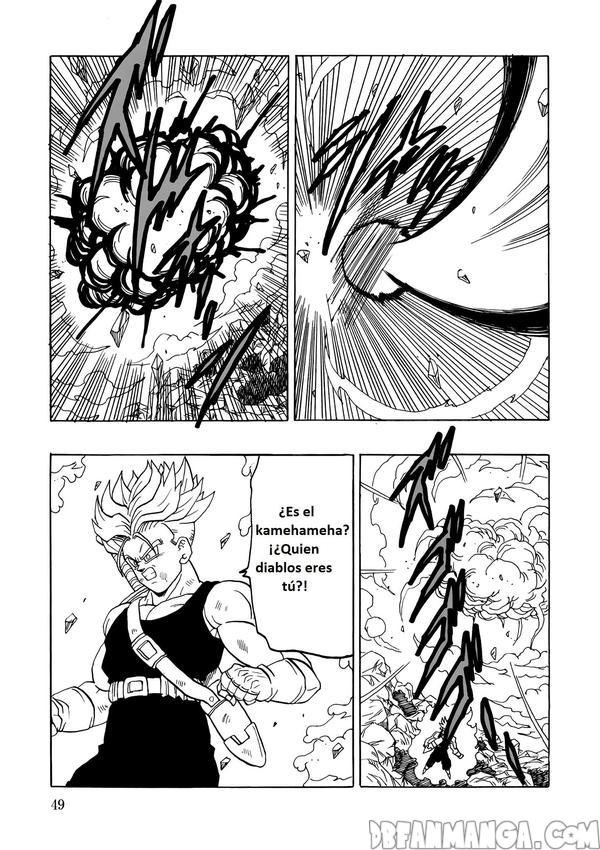 ¿Es el
kamehameha?
¡¿Quien
diablos eres
tú?!
49
DBFANMANGA.COM